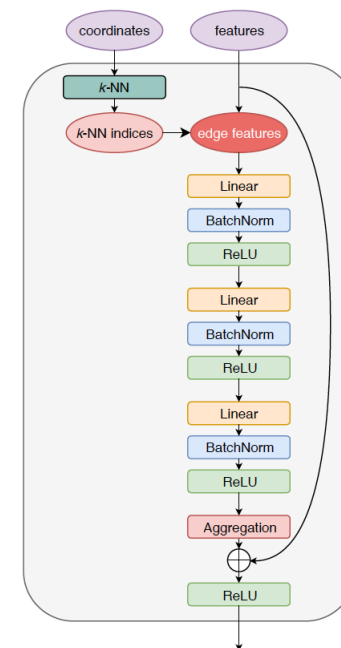 coordinates
features
k-NN
k-NN indices
edge features
Linear
BatchNorm
ReLU
Linear
BatchNorm
ReLU
Linear
BatchNorm
ReLU
Aggregation
ReLU